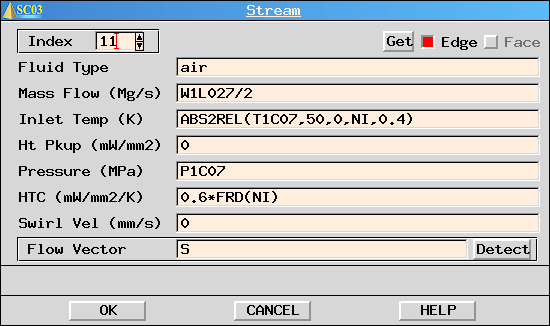 SC03 Stream
Index 11 Get Edge Face
Fluid Type air
Mass Flow (Mg/s) W1L027/2
Inlet Temp (K) ABS2REL(T1C07,50,0,NI,0.4)
Ht Pkup (mW/mm2) 0
Pressure (MPa) P1C07
HTC (mW/mm2/K) 0.6*FRD(NI)
Swirl Vel (mm/s) 0
Flow Vector S Detect
OK CANCEL HELP